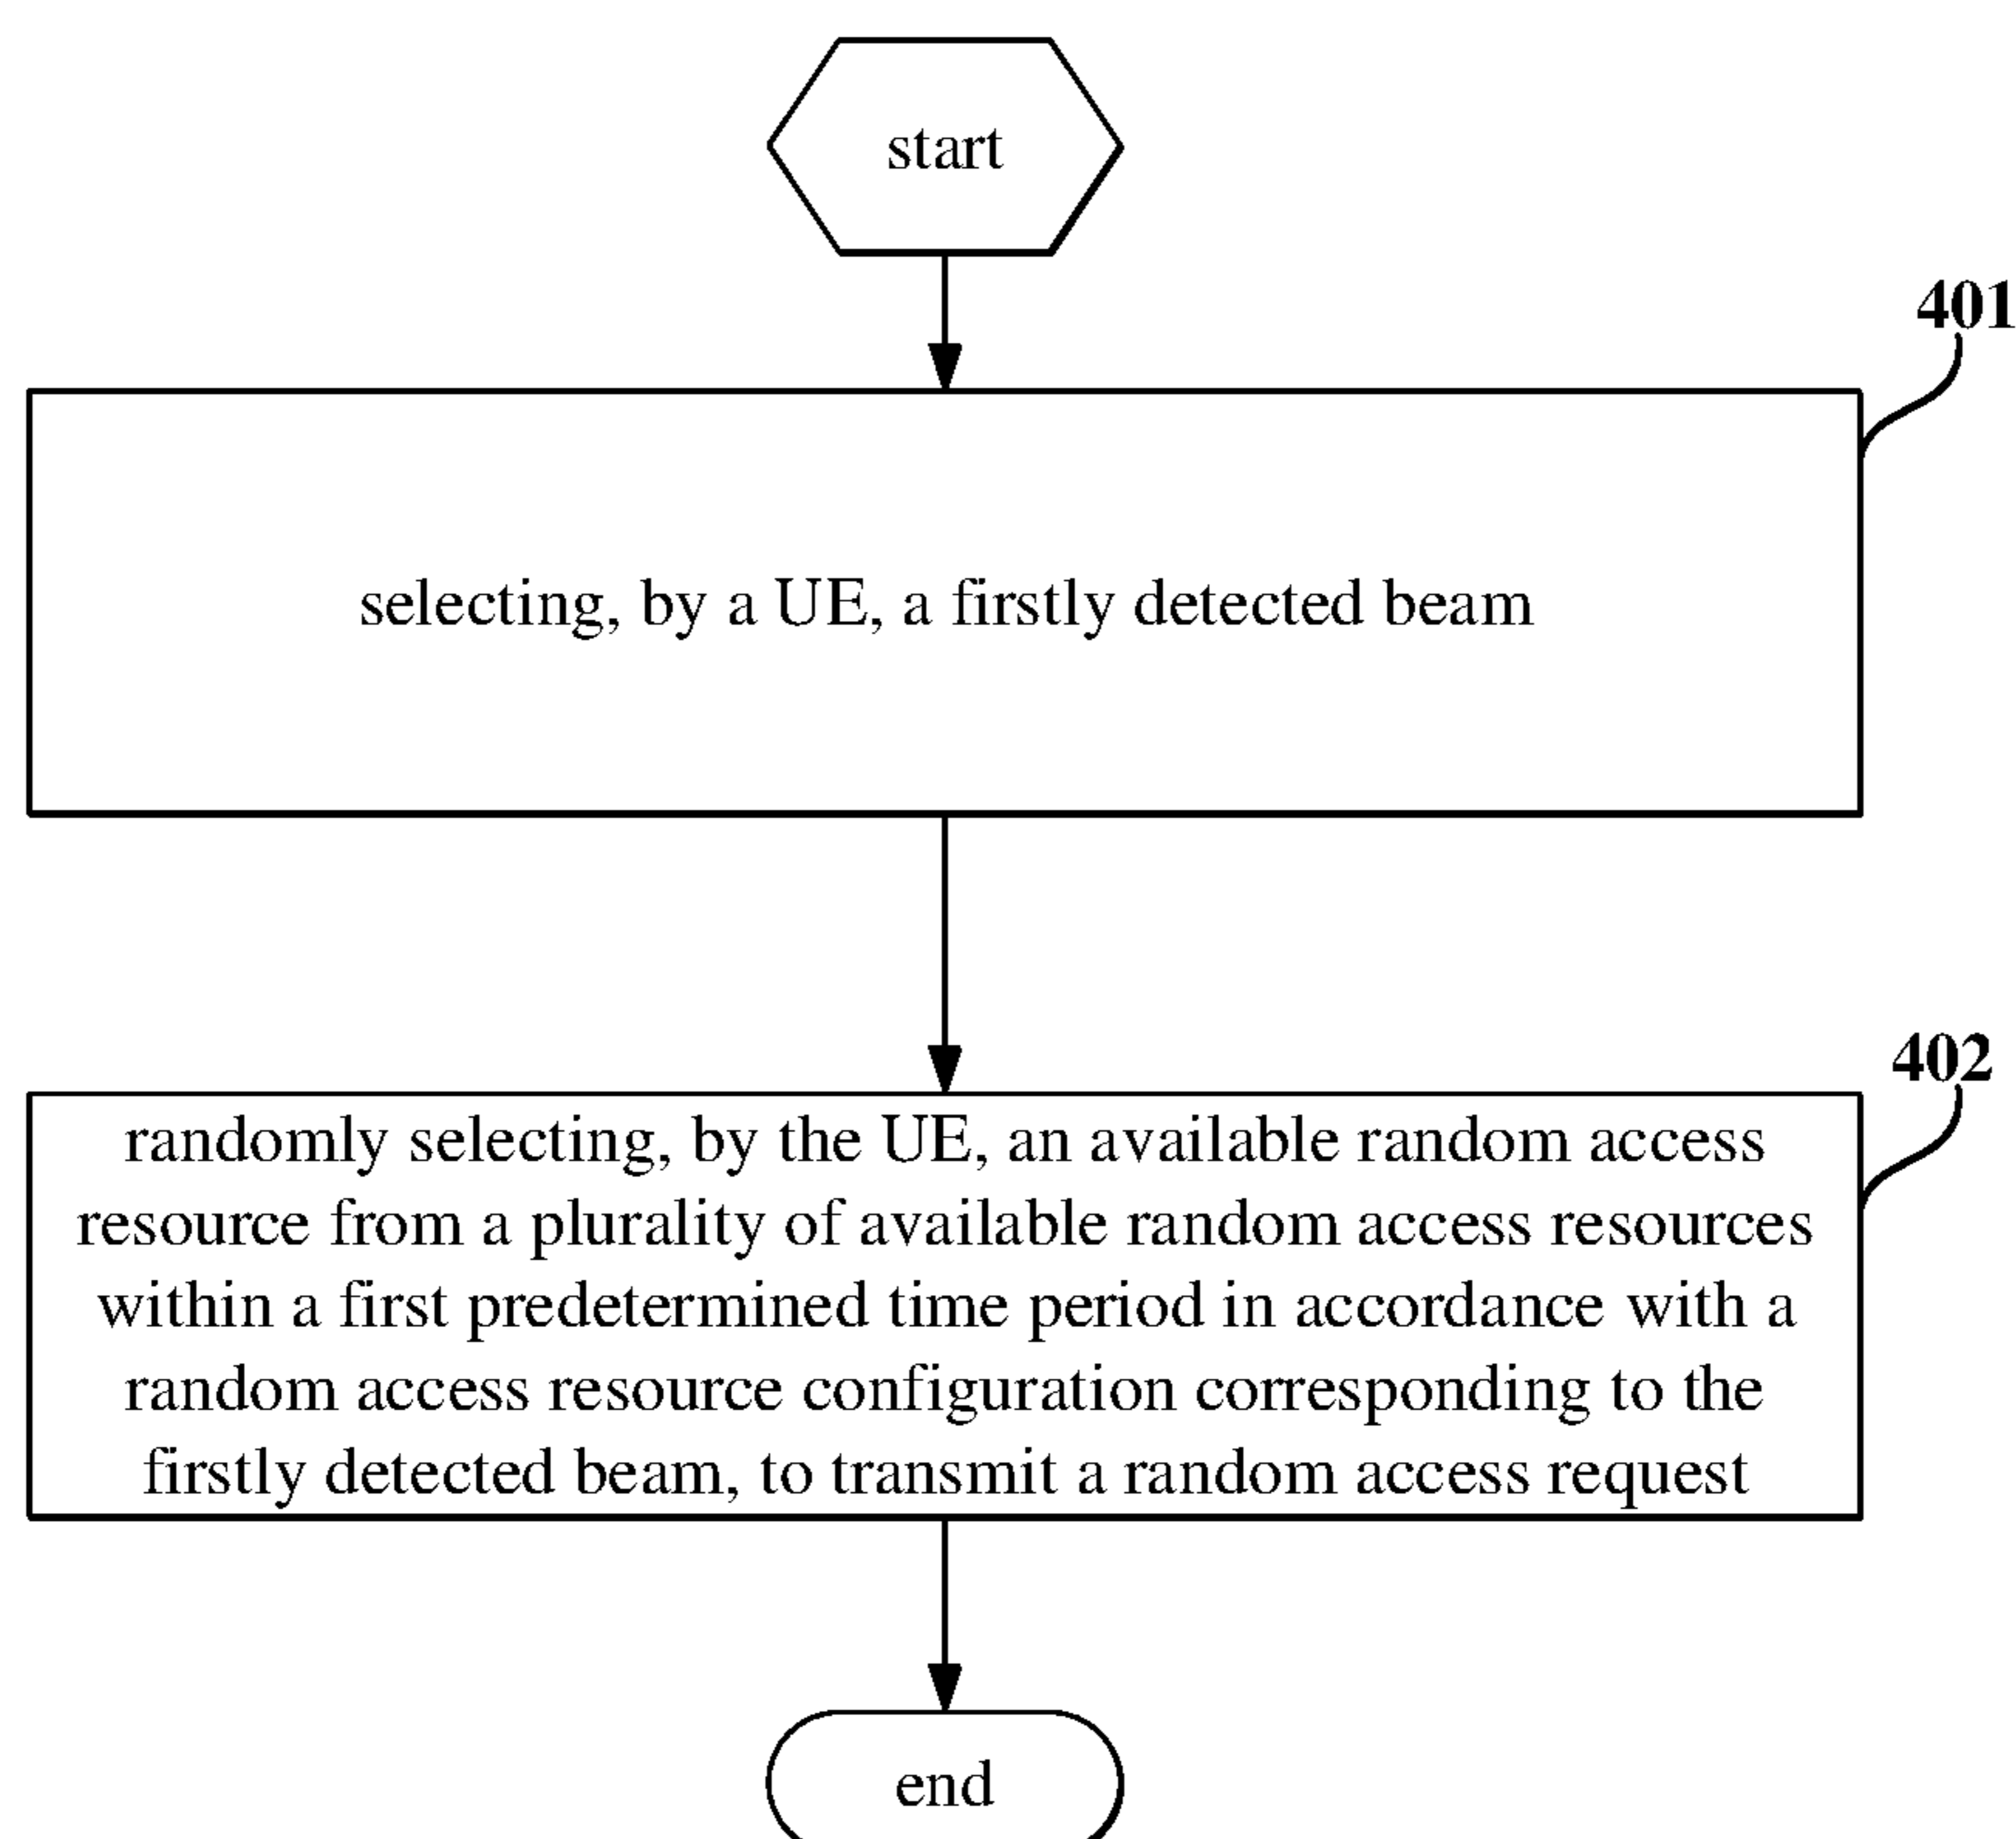 start
401
selecting, by a UE, a firstly detected beam
402
randomly selecting, by the UE, an available random access
resource from a plurality of available random access resources
within a first predetermined time period in accordance with a
random access resource configuration corresponding to the
firstly detected beam, to transmit a random access request
end